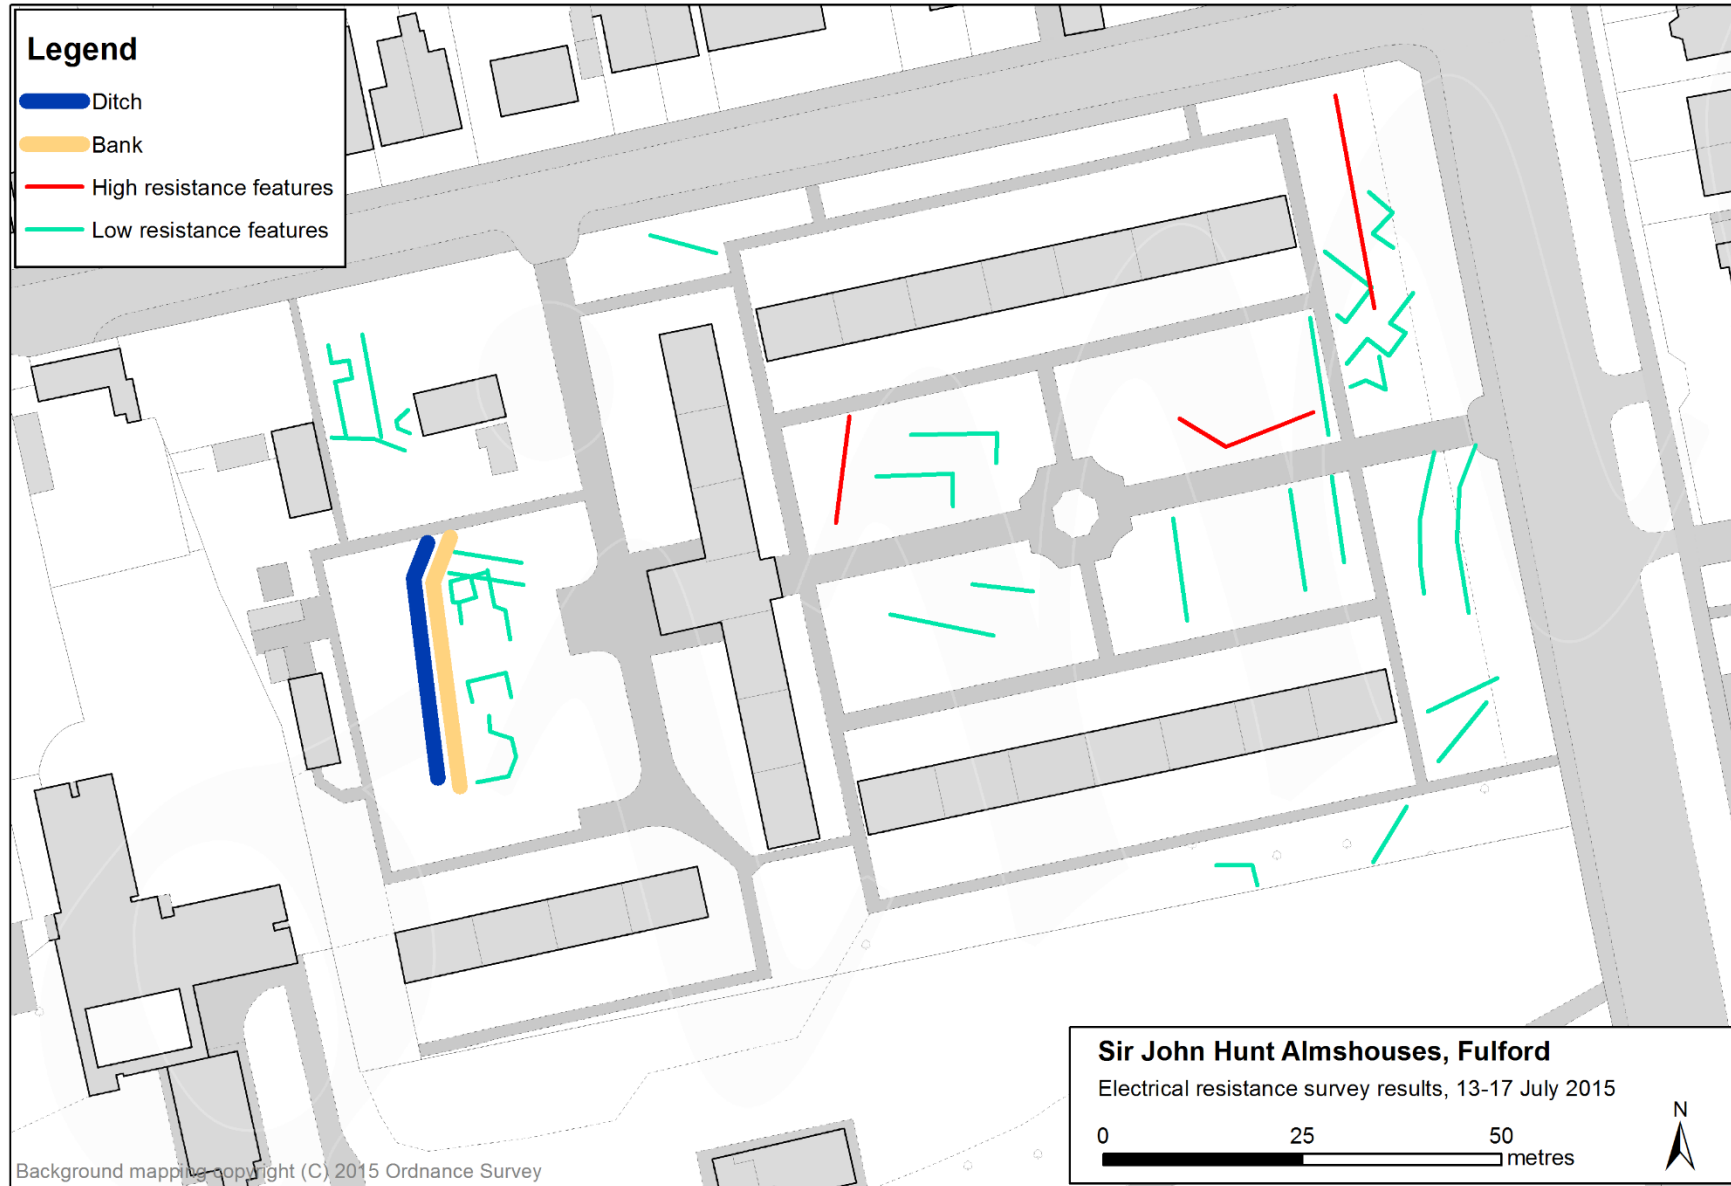 Legend
Ditch
Bank
High resistance features
Low resistance features
Sir John Hunt Almshouses, Fulford
Electrical resistance survey results, 13-17 July 2015
N
0 25 50
metres
Background mapping copyright (C) 2015 Ordnance Survey